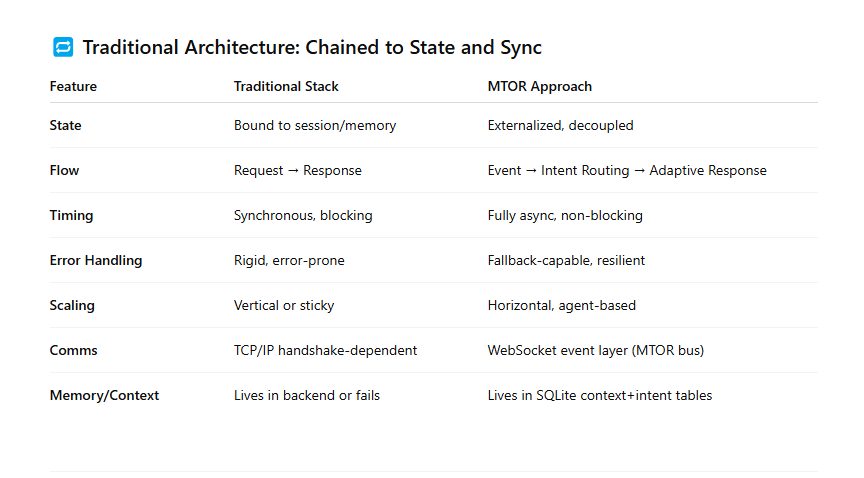 Traditional Architecture: Chained to State and Sync
Feature Traditional Stack MTOR Approach
State Bound to session/memory Externalized, decoupled
Flow Request → Response Event → Intent Routing → Adaptive Response
Timing Synchronous, blocking Fully async, non-blocking
Error Handling Rigid, error-prone Fallback-capable, resilient
Scaling Vertical or sticky Horizontal, agent-based
Comms TCP/IP handshake-dependent WebSocket event layer (MTOR bus)
Memory/Context Lives in backend or fails Lives in SQLite context+intent tables